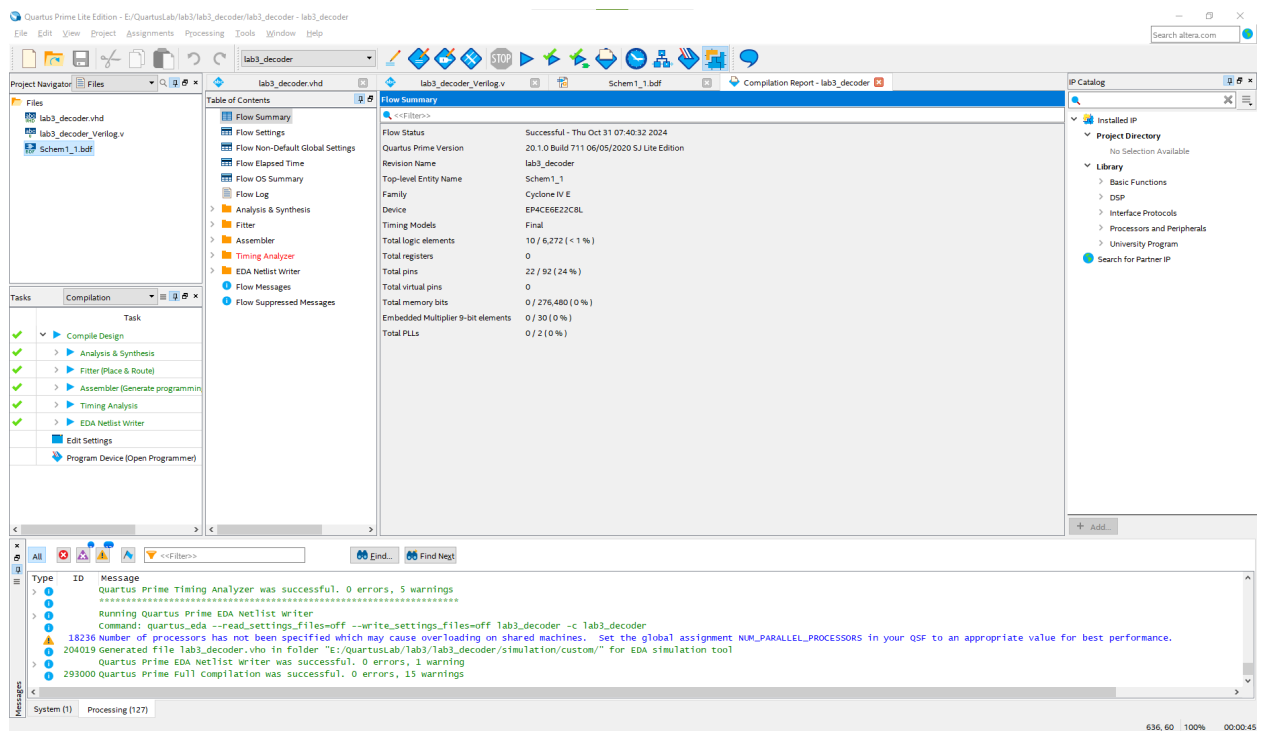 Quartus Prime Lite Edition - E:/QuartusLab/lab3/lab3_decoder/lab3_decoder - lab3_decoder
File Edit View Project Assignments Processing Tools Window Help
Search altera.com
lab3_decoder
STOP
Project Navigator Files
lab3_decoder.vhd
lab3_decoder_Verilog.v
Schem1_1.bdf
Compilation Report - lab3_decoder
IP Catalog
Files
lab3_decoder.vhd
lab3_decoder_Verilog.v
Schem1_1.bdf
Table of Contents
Flow Summary
Flow Settings
Flow Non-Default Global Settings
Flow Elapsed Time
Flow OS Summary
Flow Log
Analysis & Synthesis
Fitter
Assembler
Timing Analyzer
EDA Netlist Writer
Flow Messages
Flow Suppressed Messages
Flow Summary
<<Filter>>
Flow Status Successful - Thu Oct 31 07:40:32 2024
Quartus Prime Version 20.1.0 Build 711 06/05/2020 SJ Lite Edition
Revision Name lab3_decoder
Top-level Entity Name Schem1_1
Family Cyclone IV E
Device EP4CE6E22C8L
Timing Models Final
Total logic elements 10 / 6,272 ( < 1 % )
Total registers 0
Total pins 22 / 92 ( 24 % )
Total virtual pins 0
Total memory bits 0 / 276,480 ( 0 % )
Embedded Multiplier 9-bit elements 0 / 30 ( 0 % )
Total PLLs 0 / 2 ( 0 % )
Installed IP
Project Directory
No Selection Available
Library
Basic Functions
DSP
Interface Protocols
Processors and Peripherals
University Program
Search for Partner IP
+ Add...
Tasks Compilation
Task
Compile Design
Analysis & Synthesis
Fitter (Place & Route)
Assembler (Generate programmin
Timing Analysis
EDA Netlist Writer
Edit Settings
Program Device (Open Programmer)
All <<Filter>> Find... Find Next
Type ID Message
Quartus Prime Timing Analyzer was successful. 0 errors, 5 warnings
*******************************************************************
Running Quartus Prime EDA Netlist Writer
Command: quartus_eda --read_settings_files=off --write_settings_files=off lab3_decoder -c lab3_decoder
18236 Number of processors has not been specified which may cause overloading on shared machines. Set the global assignment NUM_PARALLEL_PROCESSORS in your QSF to an appropriate value for best performance.
204019 Generated file lab3_decoder.vho in folder "E:/QuartusLab/lab3/lab3_decoder/simulation/custom/" for EDA simulation tool
Quartus Prime EDA Netlist Writer was successful. 0 errors, 1 warning
293000 Quartus Prime Full Compilation was successful. 0 errors, 15 warnings
Messages
System (1) Processing (127)
636, 60 100% 00:00:45